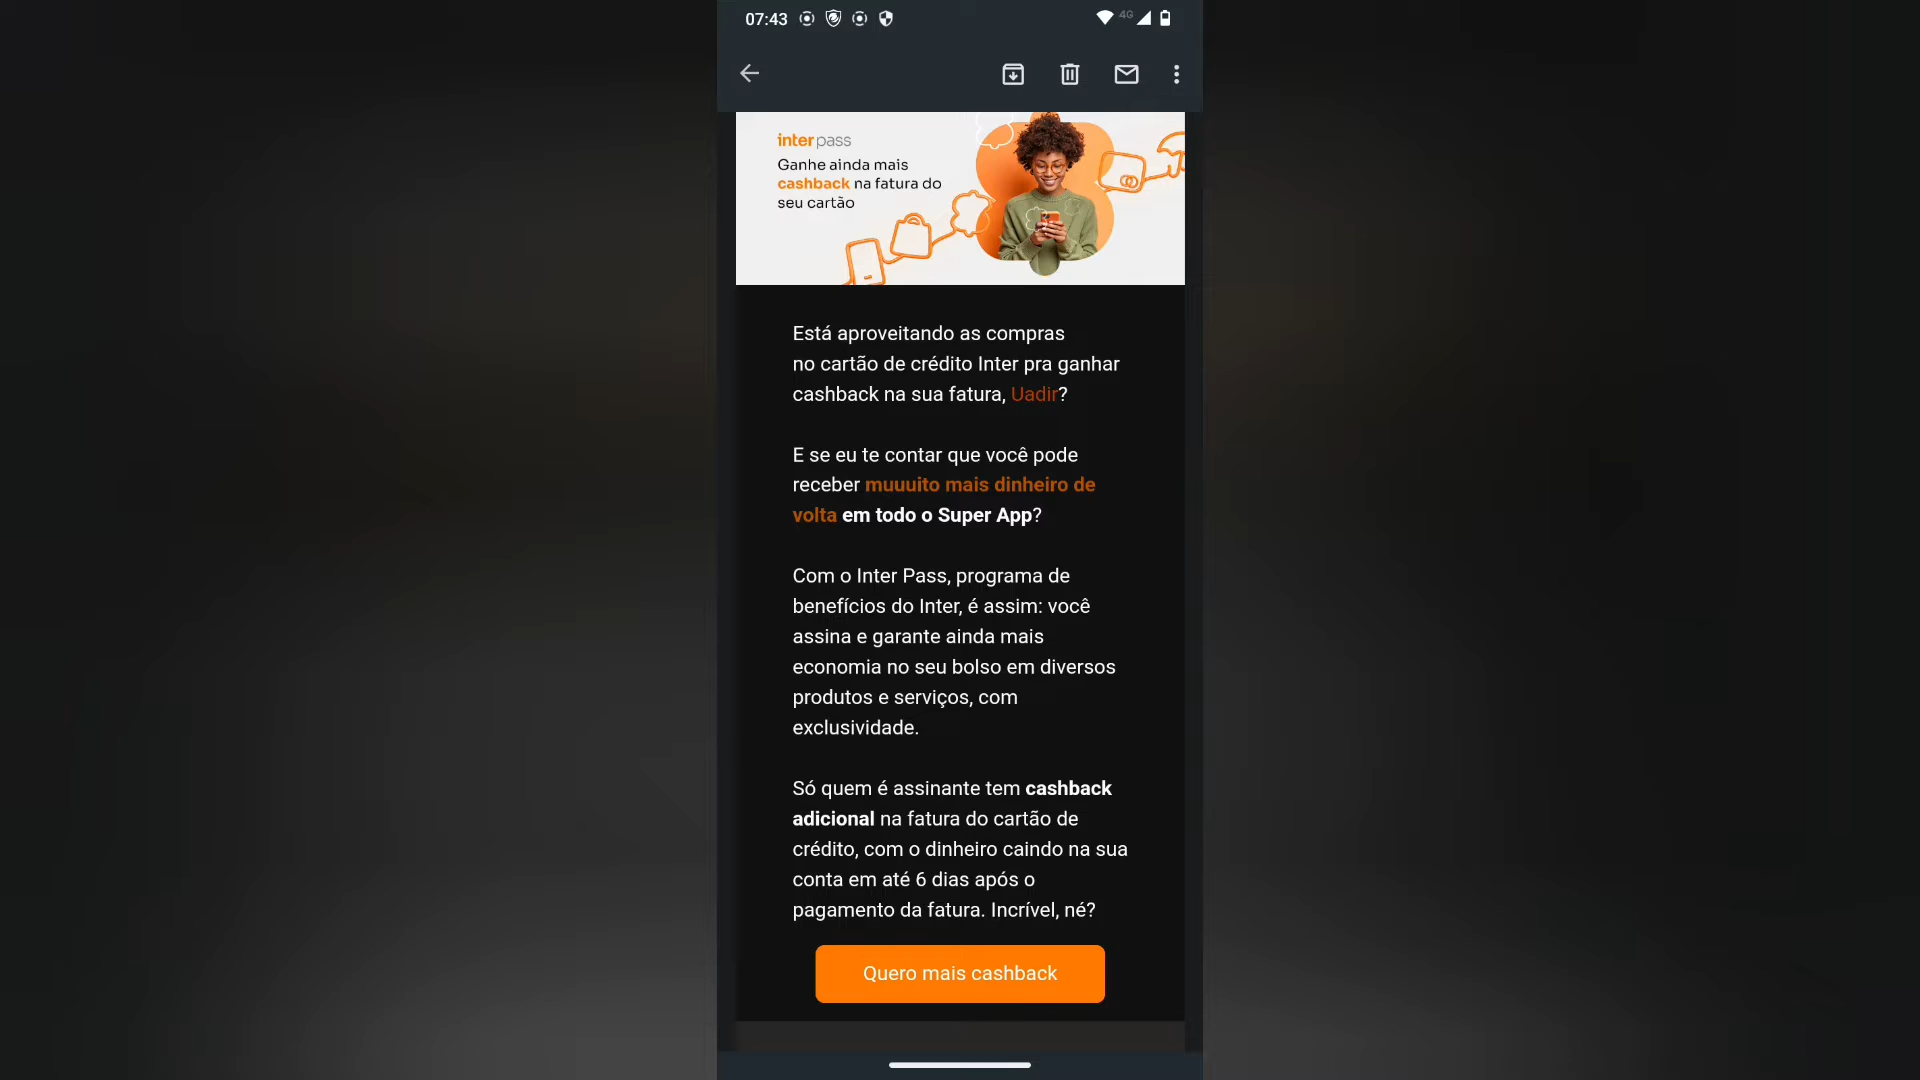 07:43
4G
inter pass
Ganhe ainda mais
cashback na fatura do
seu cartão
Está aproveitando as compras
no cartão de crédito Inter pra ganhar
cashback na sua fatura, Uadir?
E se eu te contar que você pode
receber muuuito mais dinheiro de
volta em todo o Super App?
Com o Inter Pass, programa de
benefícios do Inter, é assim: você
assina e garante ainda mais
economia no seu bolso em diversos
produtos e serviços, com
exclusividade.
Só quem é assinante tem cashback
adicional na fatura do cartão de
crédito, com o dinheiro caindo na sua
conta em até 6 dias após o
pagamento da fatura. Incrível, né?
Quero mais cashback